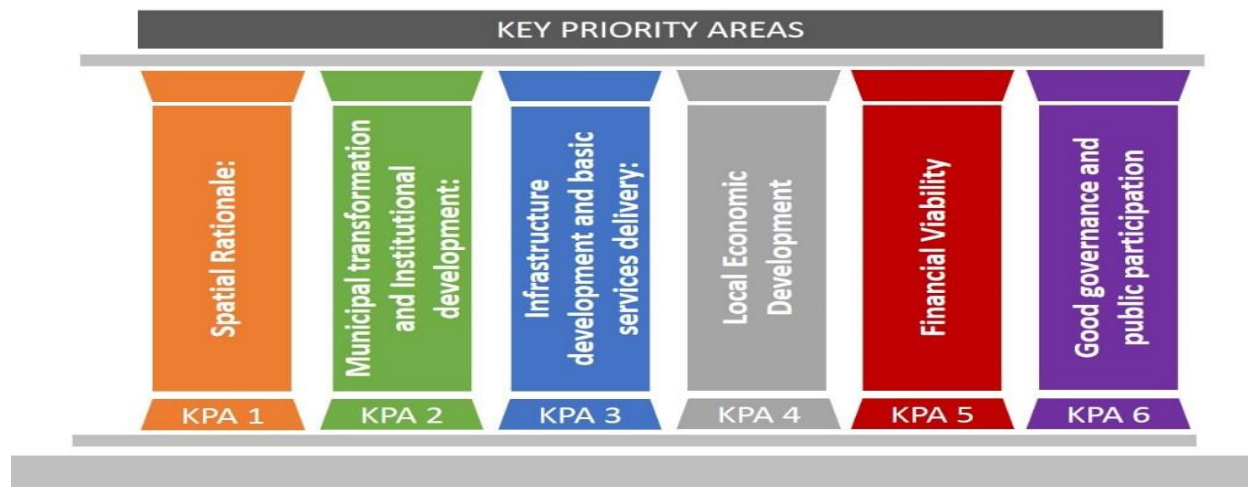 KEY PRIORITY AREAS
Spatial Rationale:
Municipal transformation
and Institutional
development:
Infrastructure
development and basic
services delivery:
Local Economic
Development
Financial Viability
Good governance and
public participation
KPA 1
KPA 2
KPA 3
KPA 4
KPA 5
KPA 6